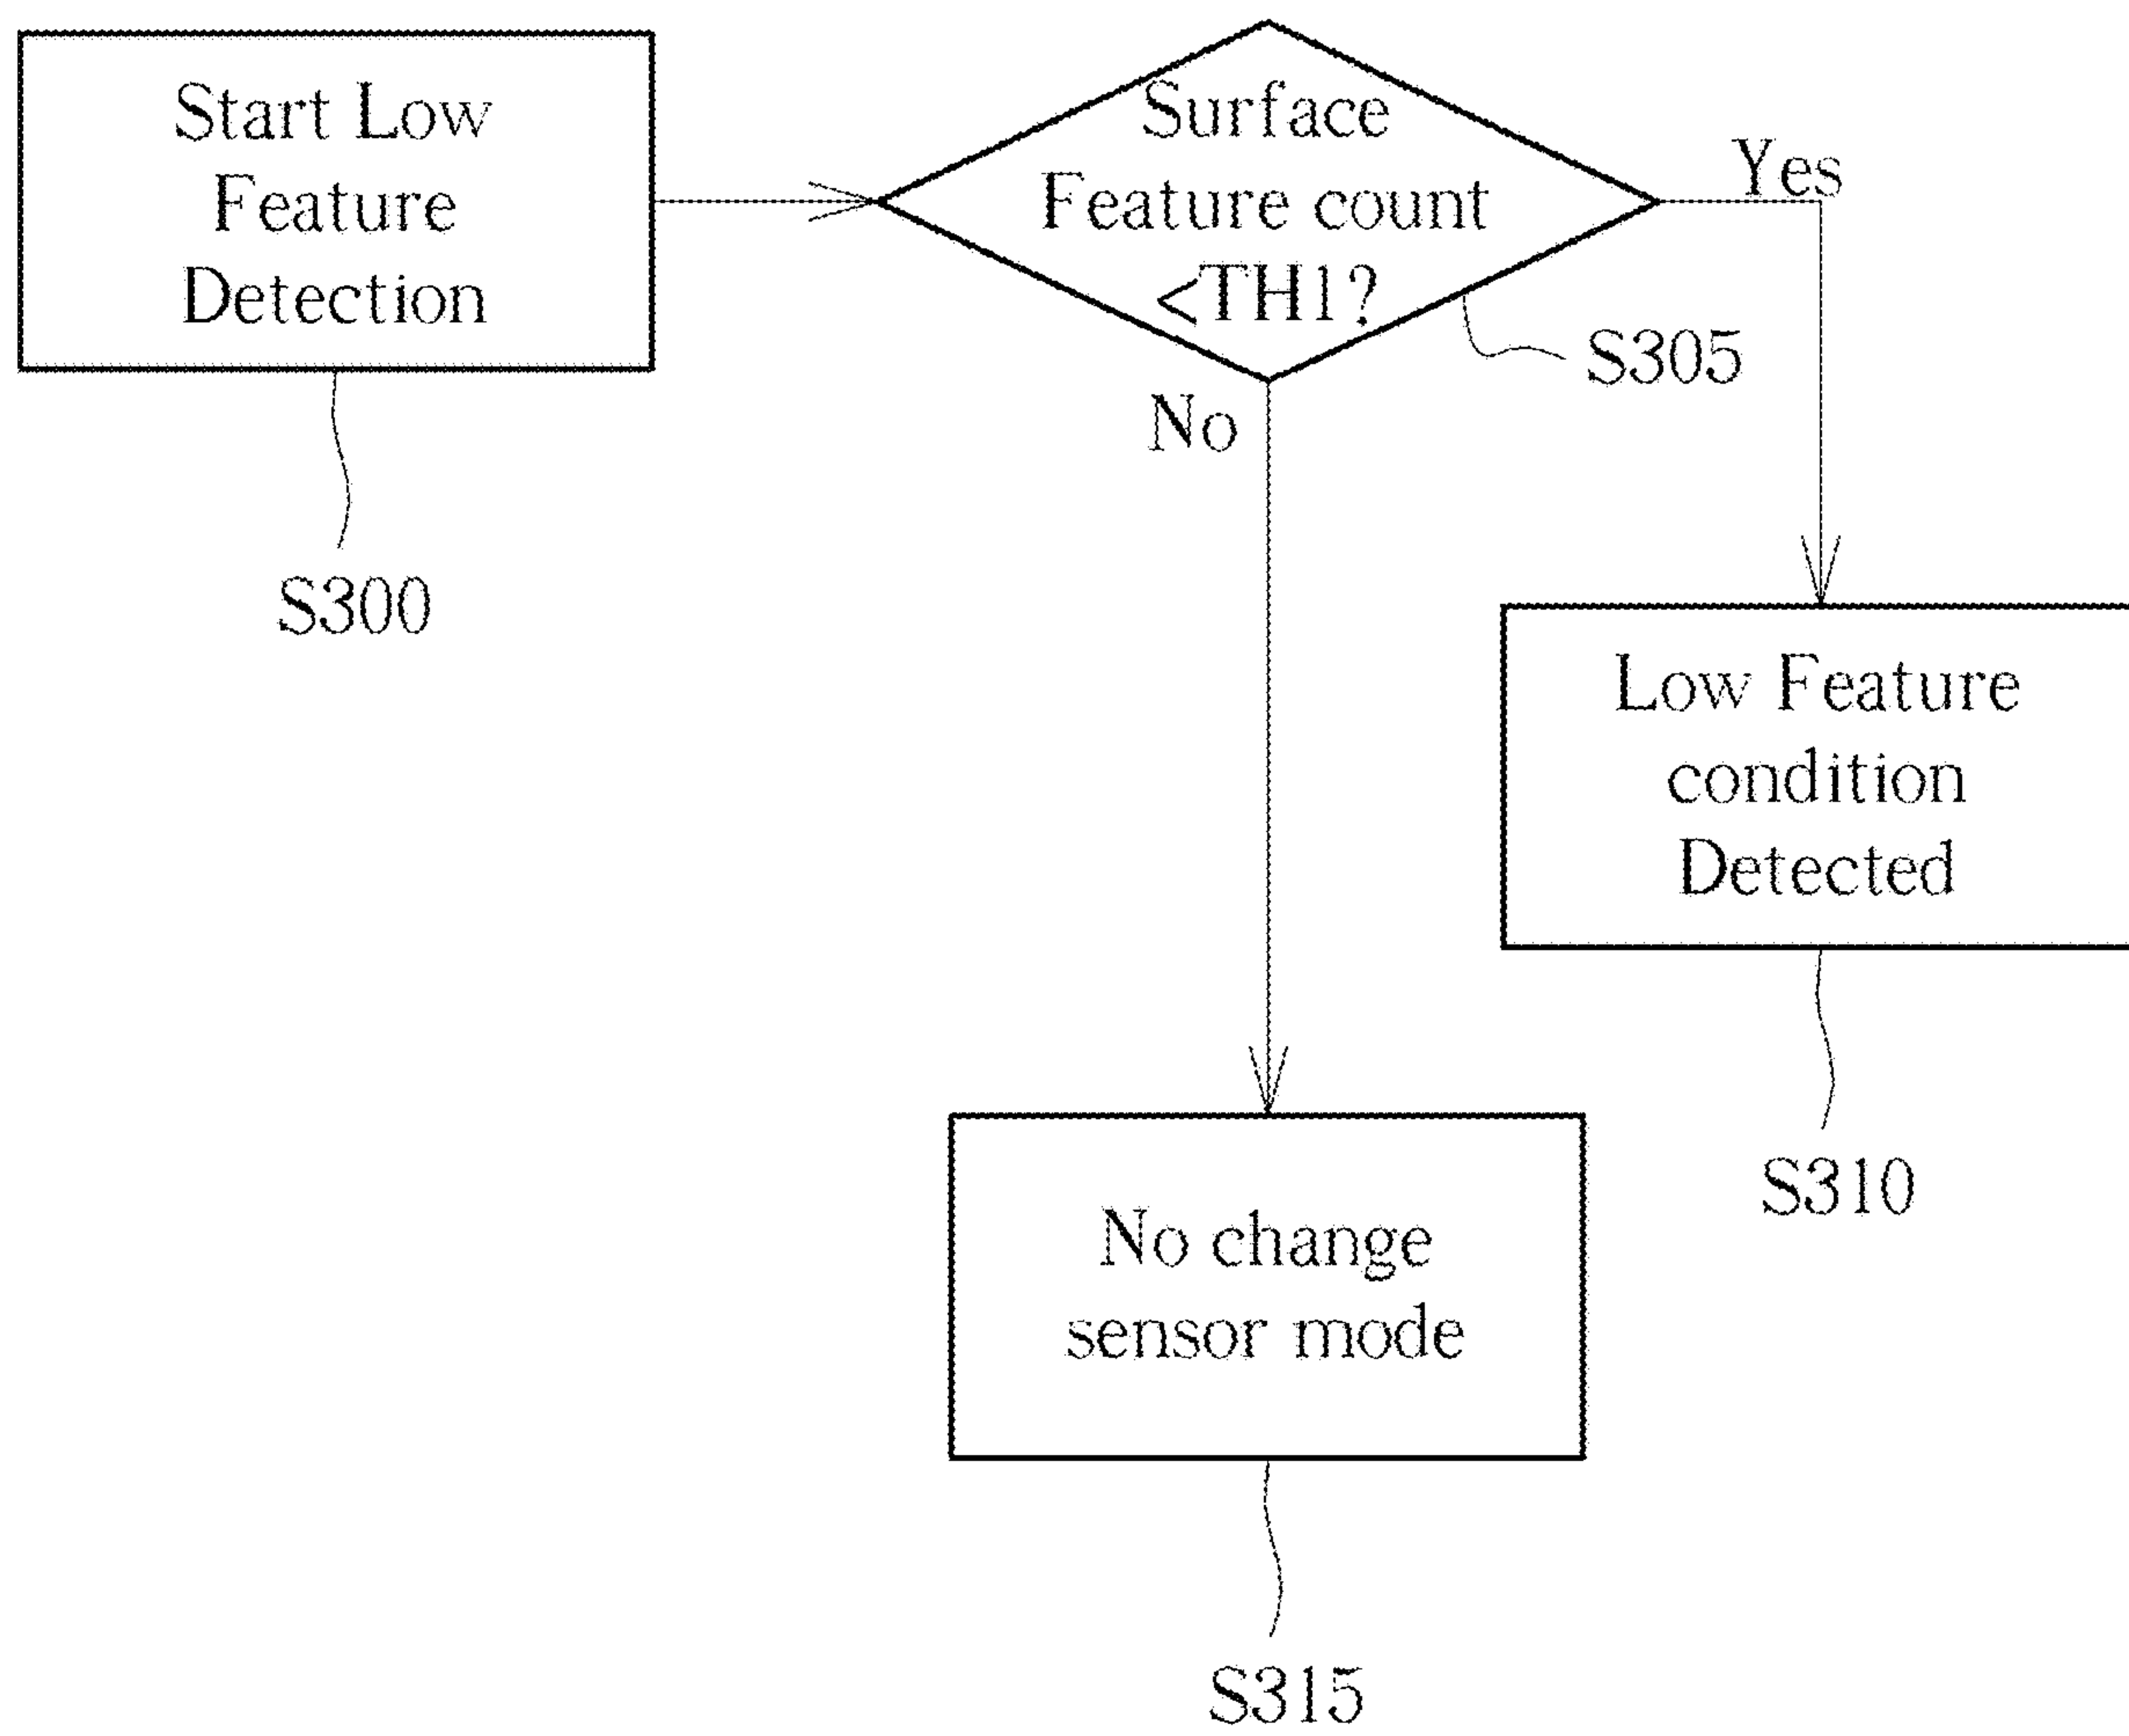 Start Low
Feature
Detection
S300
Surface
Feature count
<TH1?
S305
Yes
No
Low Feature
condition
Detected
S310
No change
sensor mode
S315